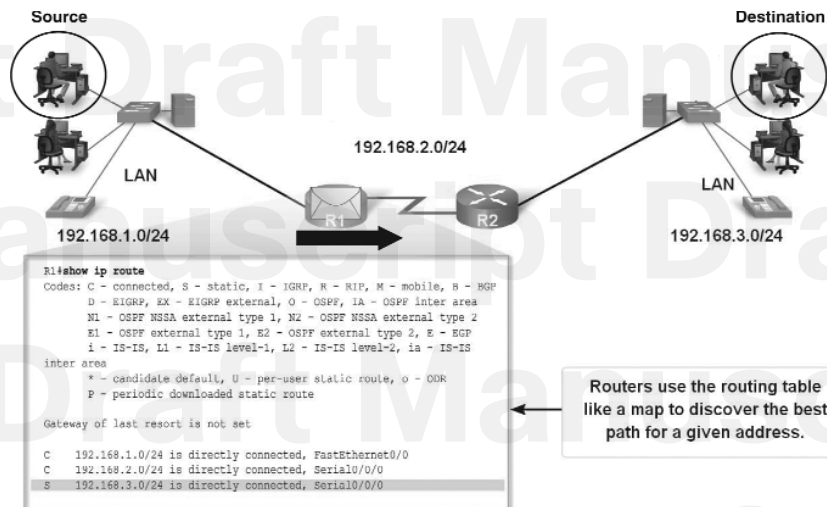 Source
Destination
192.168.2.0/24
LAN
LAN
R1
R2
192.168.1.0/24
192.168.3.0/24
R1#show ip route
Codes: C - connected, S - static, I - IGRP, R - RIP, M - mobile, B - BGP
D - EIGRP, EX - EIGRP external, O - OSPF, IA - OSPF inter area
N1 - OSPF NSSA external type 1, N2 - OSPF NSSA external type 2
E1 - OSPF external type 1, E2 - OSPF external type 2, E - EGP
i - IS-IS, L1 - IS-IS level-1, L2 - IS-IS level-2, ia - IS-IS
inter area
* - candidate default, U - per-user static route, o - ODR
P - periodic downloaded static route
Gateway of last resort is not set
C 192.168.1.0/24 is directly connected, FastEthernet0/0
C 192.168.2.0/24 is directly connected, Serial0/0/0
S 192.168.3.0/24 is directly connected, Serial0/0/0
Routers use the routing table
like a map to discover the best
path for a given address.
t Draft Manus
anuscript Dra
Draft Manus